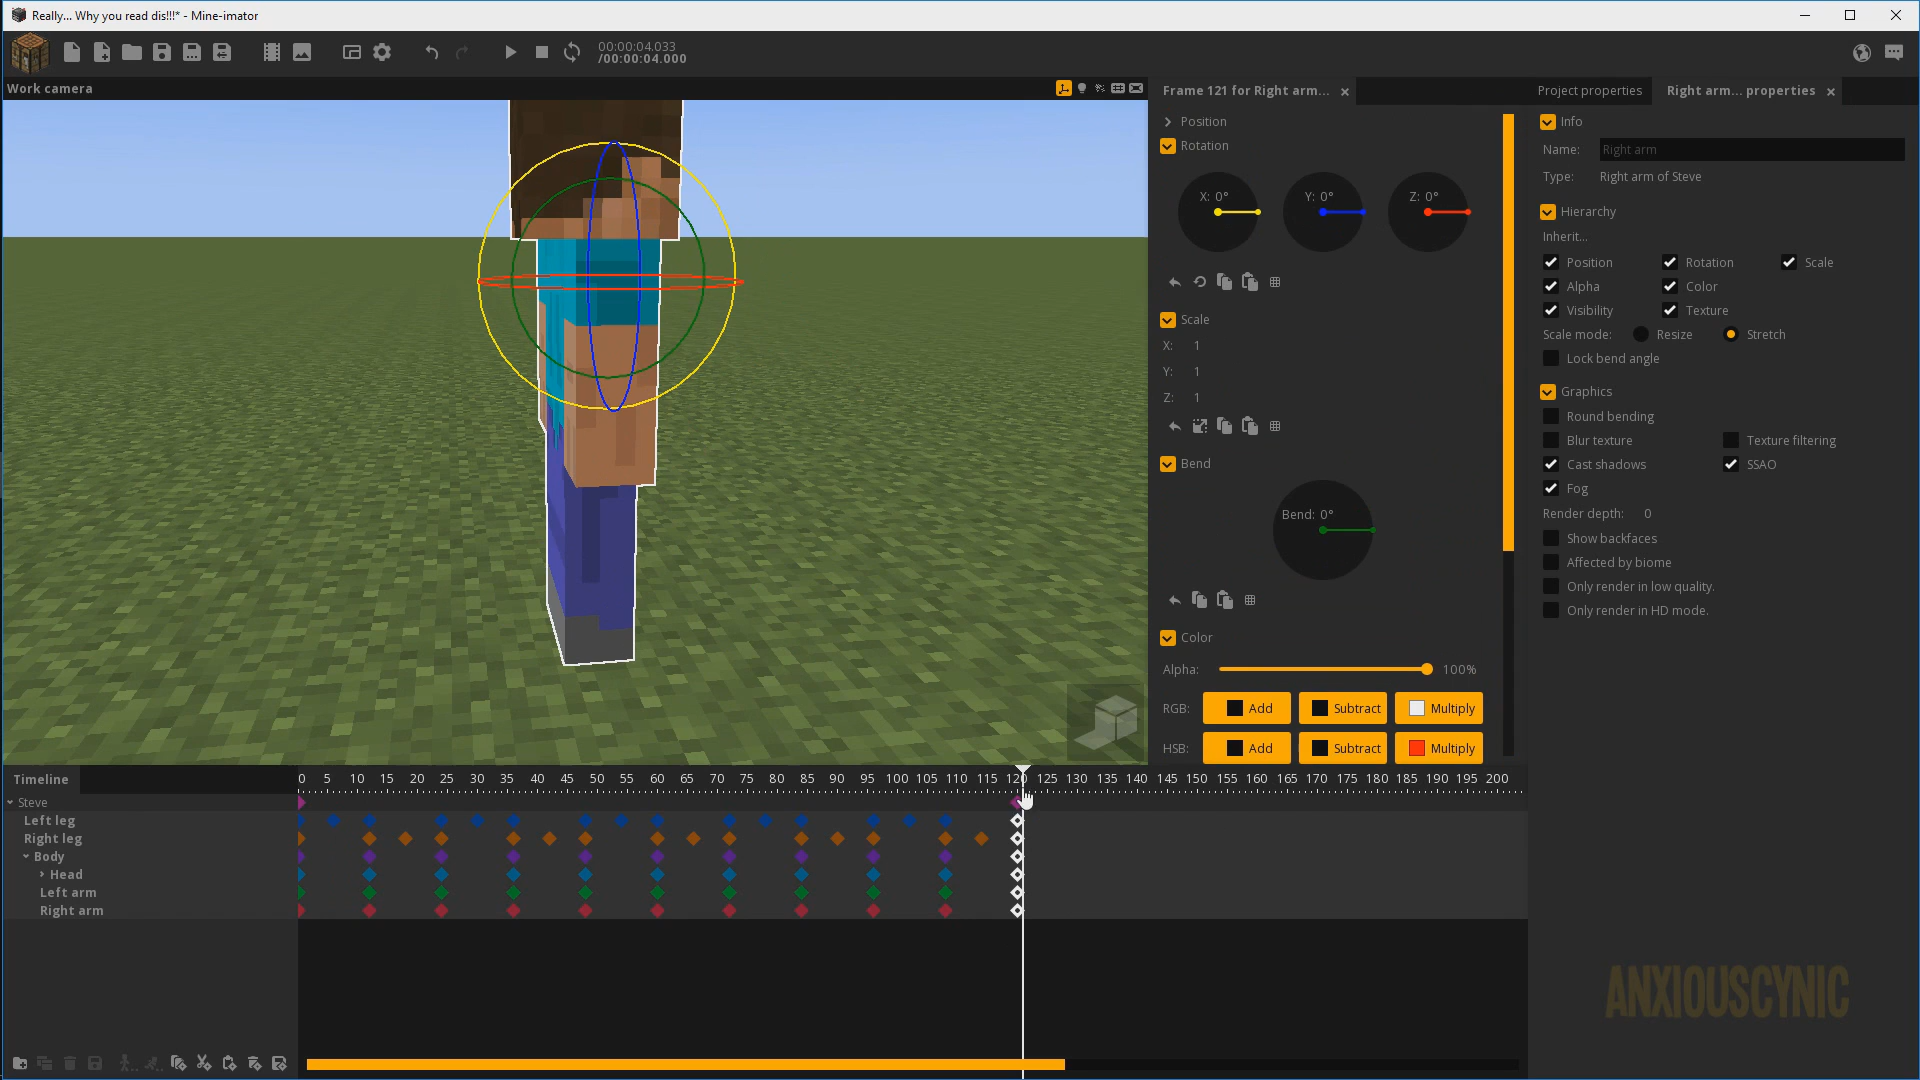 Really... Why you read dis!!!* - Mine-imator
00:00:04.033
/00:00:04.000
Work camera
Frame 121 for Right arm...
Position
Rotation
X: 0° Y: 0° Z: 0°
Scale
X: 1
Y: 1
Z: 1
Bend
Bend: 0°
Color
Alpha: 100%
RGB: Add Subtract Multiply
HSB: Add Subtract Multiply
Project properties Right arm... properties
Info
Name: Right arm
Type: Right arm of Steve
Hierarchy
Inherit...
Position Rotation Scale
Alpha Color
Visibility Texture
Scale mode: Resize Stretch
Lock bend angle
Graphics
Round bending
Blur texture Texture filtering
Cast shadows SSAO
Fog
Render depth: 0
Show backfaces
Affected by biome
Only render in low quality.
Only render in HD mode.
Timeline 0 5 10 15 20 25 30 35 40 45 50 55 60 65 70 75 80 85 90 95 100 105 110 115 120 125 130 135 140 145 150 155 160 165 170 175 180 185 190 195 200
Steve
Left leg
Right leg
Body
Head
Left arm
Right arm
ANXIOUSCYNIC